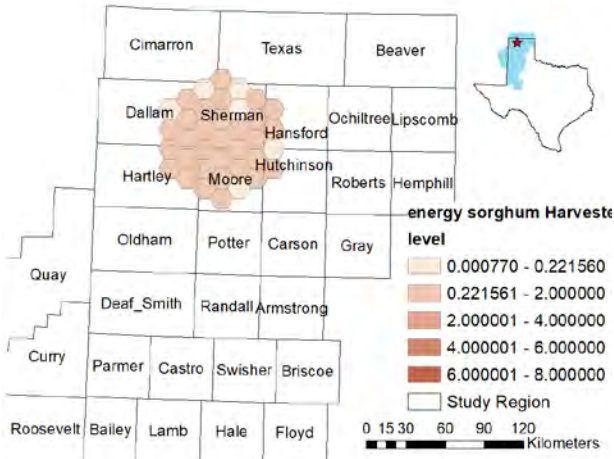 Cimarron Texas Beaver
Dallam Sherman Hansford Ochiltree Lipscomb
Hartley Moore Hutchinson Roberts Hemphill
Oldham Potter Carson Gray
Quay
Deaf_Smith Randall Armstrong
Curry Parmer Castro Swisher Briscoe
Roosevelt Bailey Lamb Hale Floyd
energy sorghum Harveste
level
0.000770 - 0.221560
0.221561 - 2.000000
2.000001 - 4.000000
4.000001 - 6.000000
6.000001 - 8.000000
Study Region
0 15 30 60 90 120
Kilometers